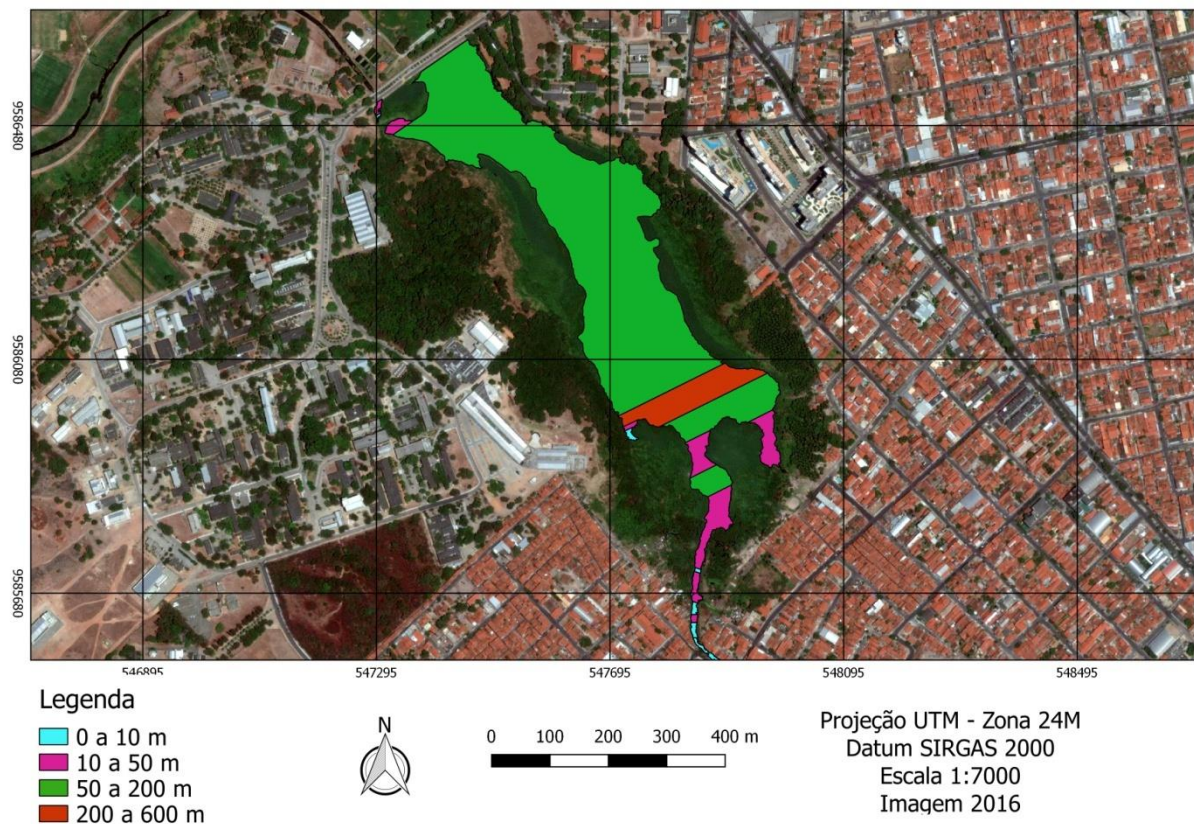 9586480
9586080
9585680
546895
547295
547695
548095
548495
Legenda
0 a 10 m
10 a 50 m
50 a 200 m
200 a 600 m
N
0 100 200 300 400 m
Projeção UTM - Zona 24M
Datum SIRGAS 2000
Escala 1:7000
Imagem 2016